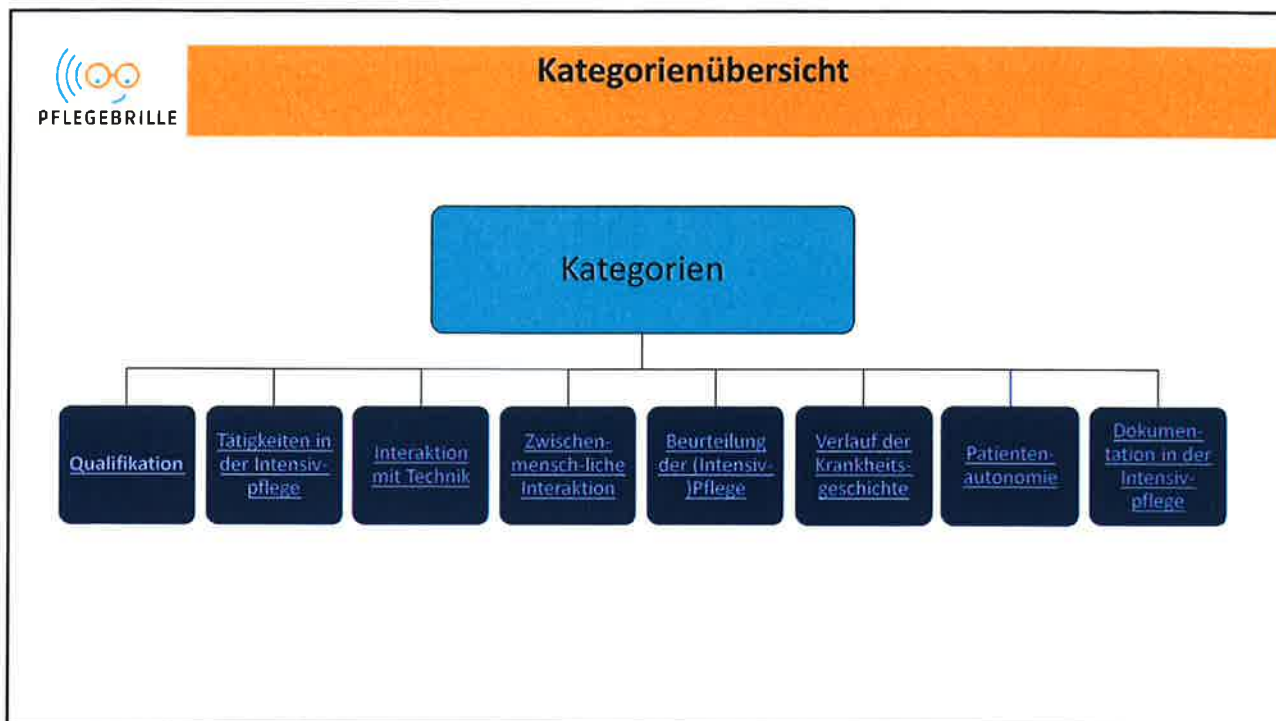 PFLEGEBRILLE
Kategorienübersicht
Kategorien
Qualifikation
Tätigkeiten in
der Intensiv-
pflege
Interaktion
mit Technik
Zwischen-
mensch-liche
Interaktion
Beurteilung
der (Intensiv-
)Pflege
Verlauf der
Krankheits-
geschichte
Patienten-
autonomie
Dokumen-
tation in der
Intensiv-
pflege